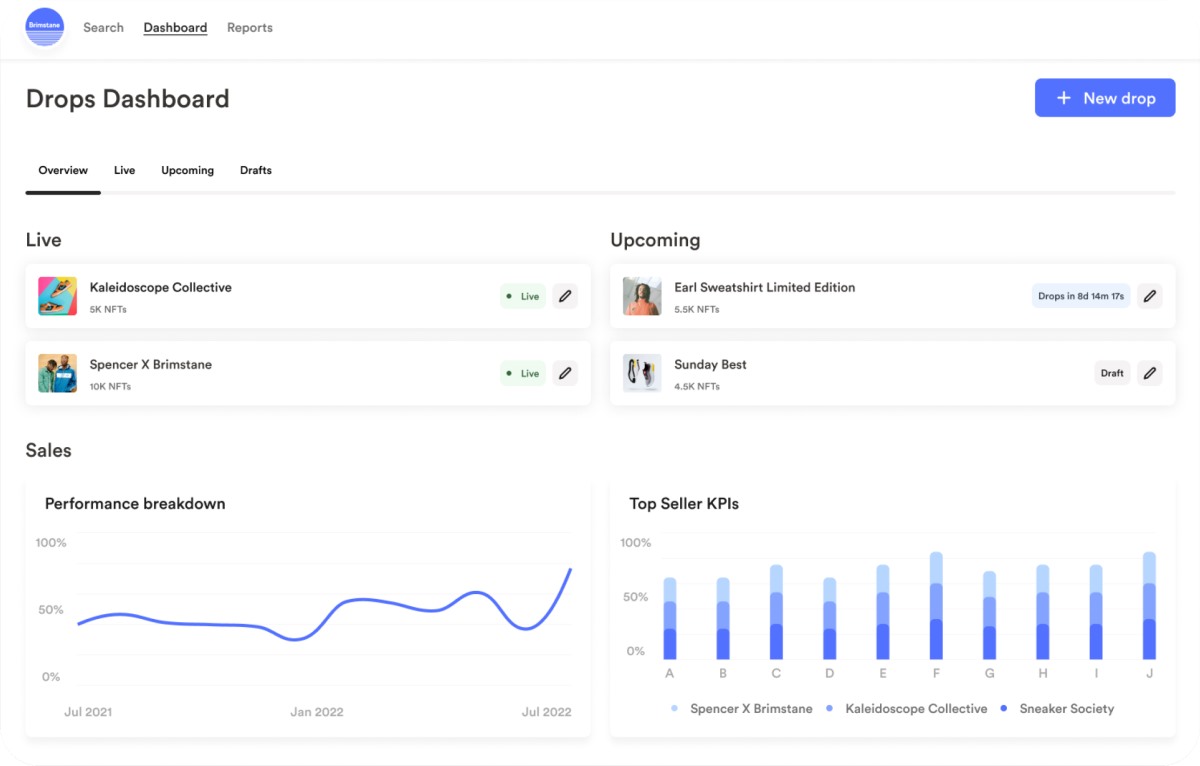 Brimstane
Search
Dashboard
Reports
Drops Dashboard
+ New drop
Overview
Live
Upcoming
Drafts
Live
Kaleidoscope Collective
5K NFTs
Live
Spencer X Brimstane
10K NFTs
Live
Upcoming
Earl Sweatshirt Limited Edition
5.5K NFTs
Drops in 8d 14m 17s
Sunday Best
4.5K NFTs
Draft
Sales
Performance breakdown
100%
50%
0%
Jul 2021
Jan 2022
Jul 2022
Top Seller KPIs
100%
50%
0%
A B C D E F G H I J
Spencer X Brimstane
Kaleidoscope Collective
Sneaker Society